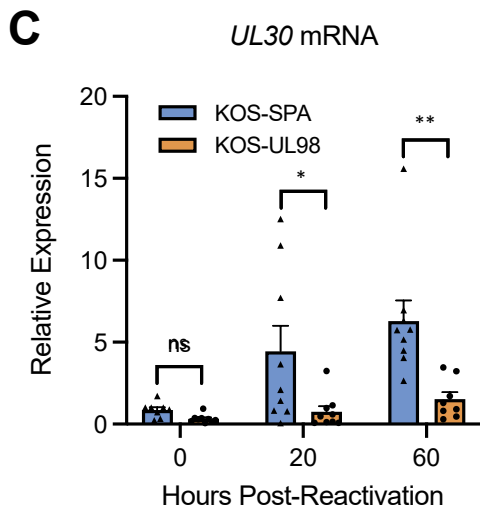 C
UL30 mRNA
KOS-SPA
KOS-UL98
Relative Expression
20
15
10
5
0
ns
*
**
0
20
60
Hours Post-Reactivation